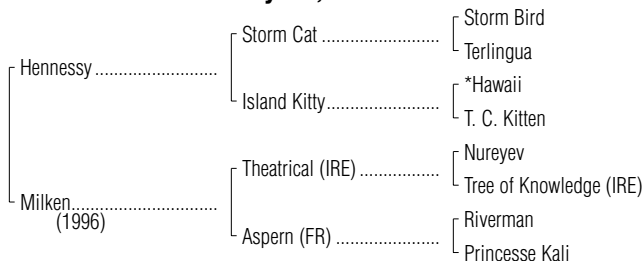 Storm Bird
Storm Cat
Terlingua
Hennessy
*Hawaii
Island Kitty
T. C. Kitten
Nureyev
Theatrical (IRE)
Tree of Knowledge (IRE)
Milken
(1996)
Riverman
Aspern (FR)
Princesse Kali